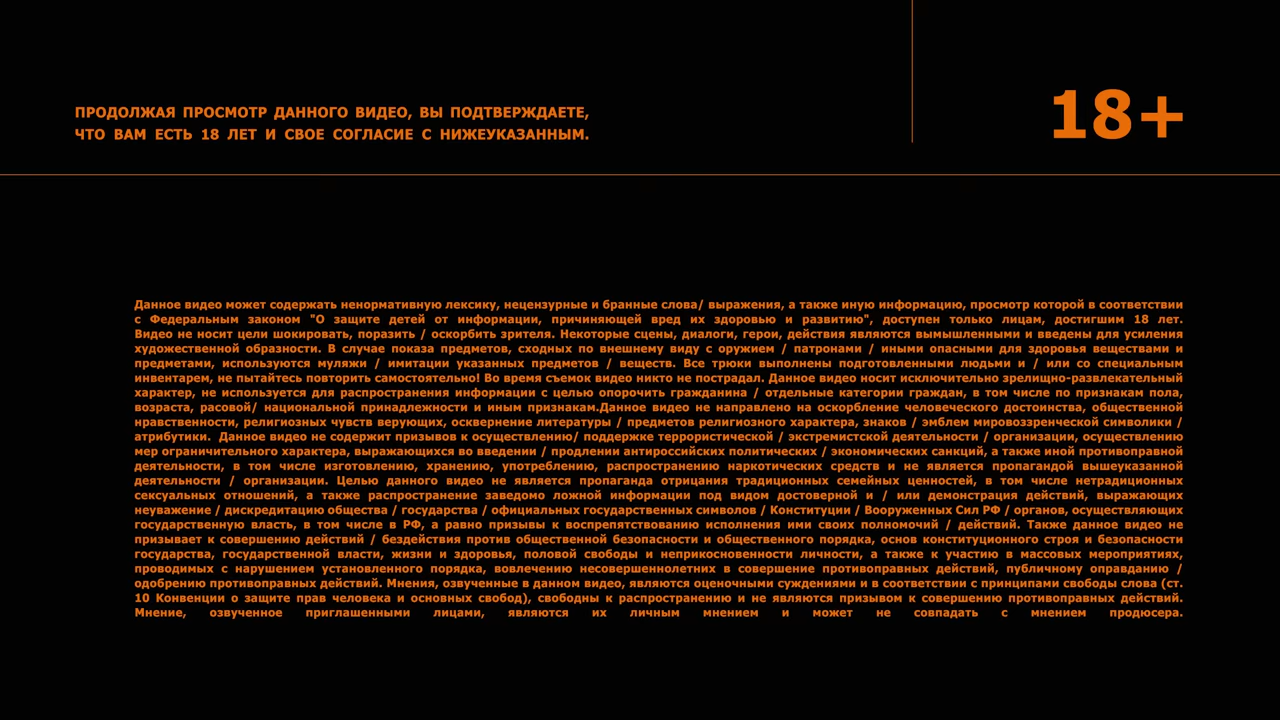 ПРОДОЛЖАЯ ПРОСМОТР ДАННОГО ВИДЕО, ВЫ ПОДТВЕРЖДАЕТЕ,
ЧТО ВАМ ЕСТЬ 18 ЛЕТ И СВОЕ СОГЛАСИЕ С НИЖЕУКАЗАННЫМ.
18+
Данное видео может содержать ненормативную лексику, нецензурные и бранные слова/ выражения, а также иную информацию, просмотр которой в соответствии
с Федеральным законом "О защите детей от информации, причиняющей вред их здоровью и развитию", доступен только лицам, достигшим 18 лет.
Видео не носит цели шокировать, поразить / оскорбить зрителя. Некоторые сцены, диалоги, герои, действия являются вымышленными и введены для усиления
художественной образности. В случае показа предметов, сходных по внешнему виду с оружием / патронами / иными опасными для здоровья веществами и
предметами, используются муляжи / имитации указанных предметов / веществ. Все трюки выполнены подготовленными людьми и / или со специальным
инвентарем, не пытайтесь повторить самостоятельно! Во время съемок видео никто не пострадал. Данное видео носит исключительно зрелищно-развлекательный
характер, не используется для распространения информации с целью опорочить гражданина / отдельные категории граждан, в том числе по признакам пола,
возраста, расовой/ национальной принадлежности и иным признакам.Данное видео не направлено на оскорбление человеческого достоинства, общественной
нравственности, религиозных чувств верующих, осквернение литературы / предметов религиозного характера, знаков / эмблем мировоззренческой символики /
атрибутики. Данное видео не содержит призывов к осуществлению/ поддержке террористической / экстремистской деятельности / организации, осуществлению
мер ограничительного характера, выражающихся во введении / продлении антироссийских политических / экономических санкций, а также иной противоправной
деятельности, в том числе изготовлению, хранению, употреблению, распространению наркотических средств и не является пропагандой вышеуказанной
деятельности / организации. Целью данного видео не является пропаганда отрицания традиционных семейных ценностей, в том числе нетрадиционных
сексуальных отношений, а также распространение заведомо ложной информации под видом достоверной и / или демонстрация действий, выражающих
неуважение / дискредитацию общества / государства / официальных государственных символов / Конституции / Вооруженных Сил РФ / органов, осуществляющих
государственную власть, в том числе в РФ, а равно призывы к воспрепятствованию исполнения ими своих полномочий / действий. Также данное видео не
призывает к совершению действий / бездействия против общественной безопасности и общественного порядка, основ конституционного строя и безопасности
государства, государственной власти, жизни и здоровья, половой свободы и неприкосновенности личности, а также к участию в массовых мероприятиях,
проводимых с нарушением установленного порядка, вовлечению несовершеннолетних в совершение противоправных действий, публичному оправданию /
одобрению противоправных действий. Мнения, озвученные в данном видео, являются оценочными суждениями и в соответствии с принципами свободы слова (ст.
10 Конвенции о защите прав человека и основных свобод), свободны к распространению и не являются призывом к совершению противоправных действий.
Мнение, озвученное приглашенными лицами, являются их личным мнением и может не совпадать с мнением продюсера.